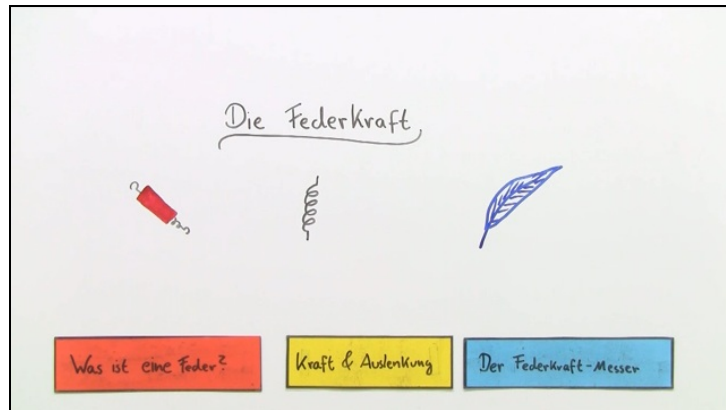 Die Federkraft
Was ist eine Feder?
Kraft & Auslenkung
Der Federkraft-Messer